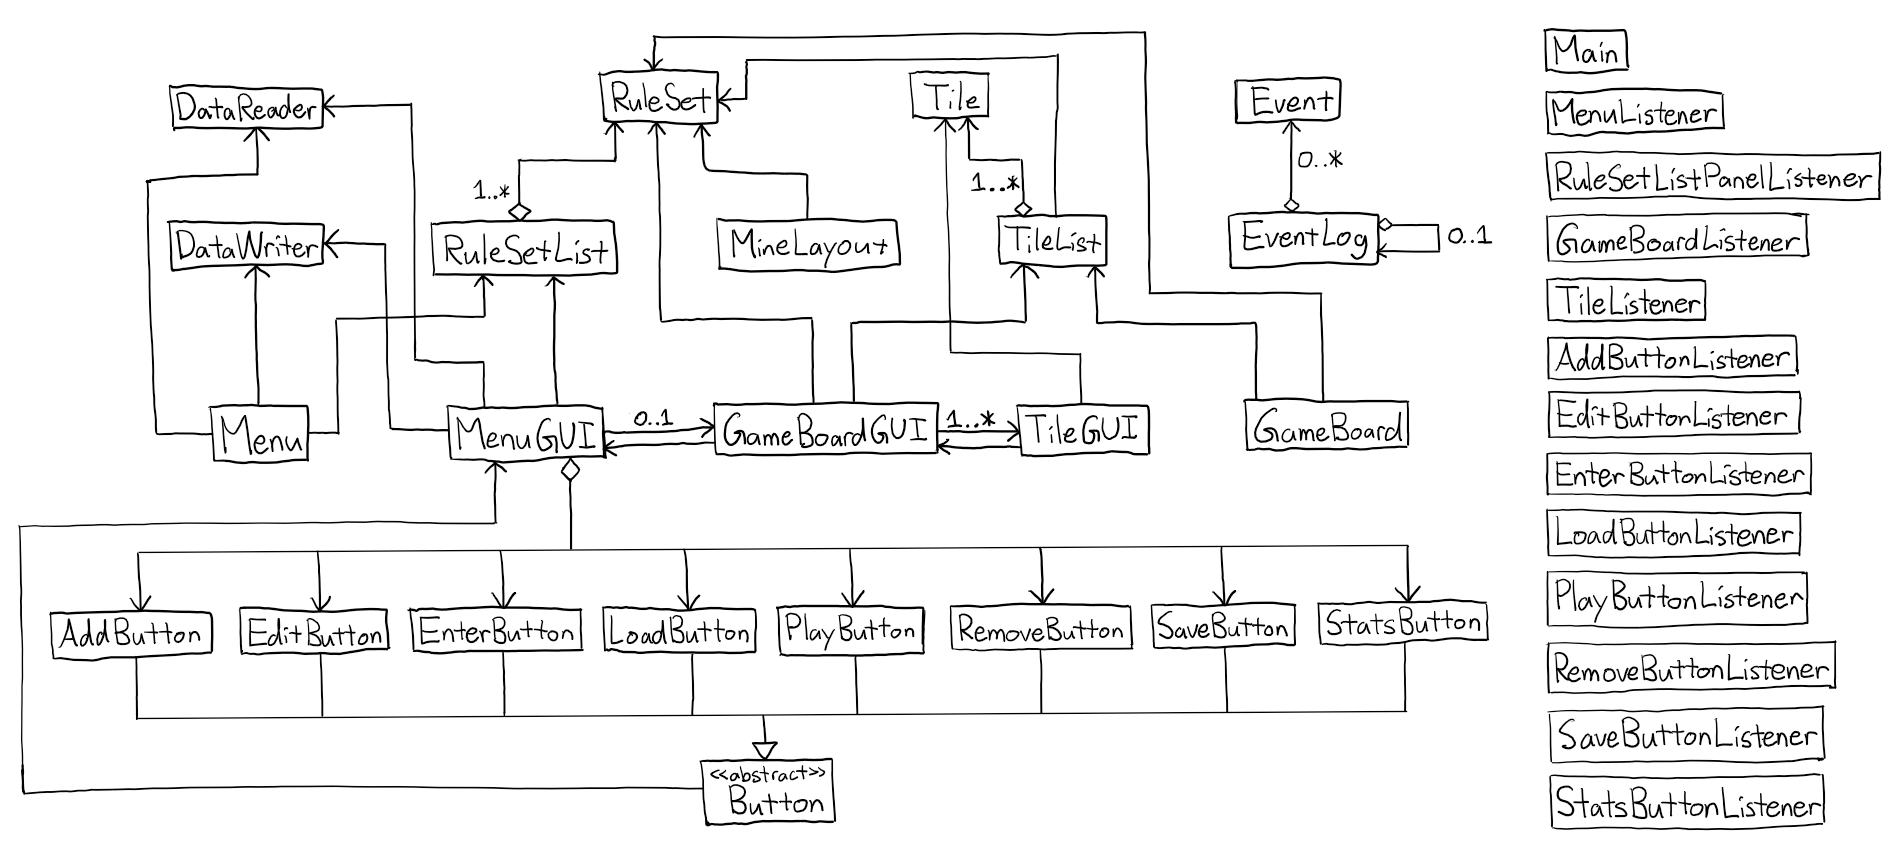 Main
RuleSet
Tile
Event
DataReader
MenuListener
0..*
RuleSetListPanelListener
1..*
1..*
DataWriter
RuleSetList
MineLayout
TileList
EventLog
0..1
GameBoardListener
TileListener
AddButtonListener
EditButtonListener
Menu
MenuGUI
0..1
GameBoardGUI
1..*
TileGUI
GameBoard
EnterButtonListener
LoadButtonListener
PlayButtonListener
AddButton
EditButton
EnterButton
LoadButton
PlayButton
RemoveButton
SaveButton
StatsButton
RemoveButtonListener
SaveButtonListener
<<abstract>>
Button
StatsButtonListener